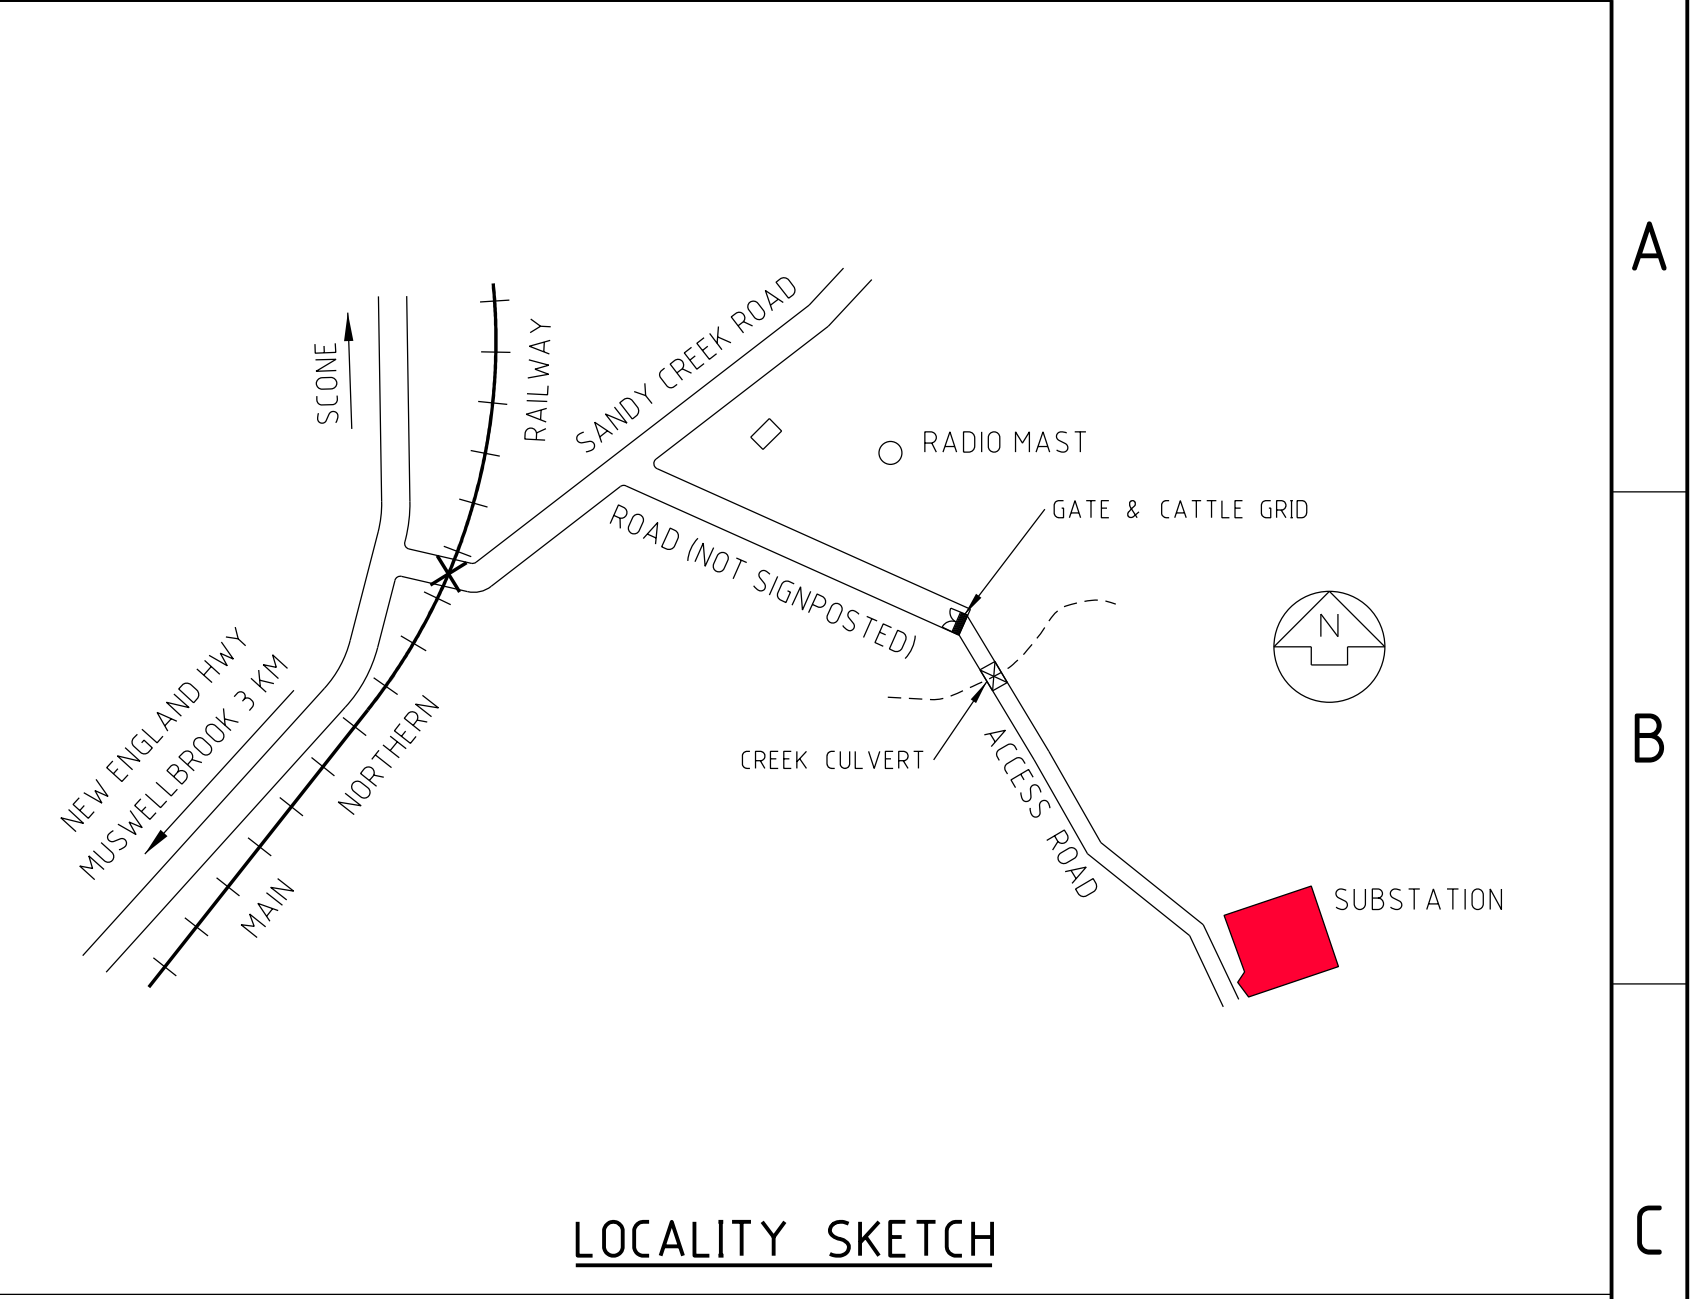 A
SCONE
RAILWAY
SANDY CREEK ROAD
RADIO MAST
GATE & CATTLE GRID
ROAD (NOT SIGNPOSTED)
N
NEW ENGLAND HWY
MUSWELLBROOK 3 KM
NORTHERN
MAIN
CREEK CULVERT
ACCESS ROAD
B
SUBSTATION
LOCALITY SKETCH
C